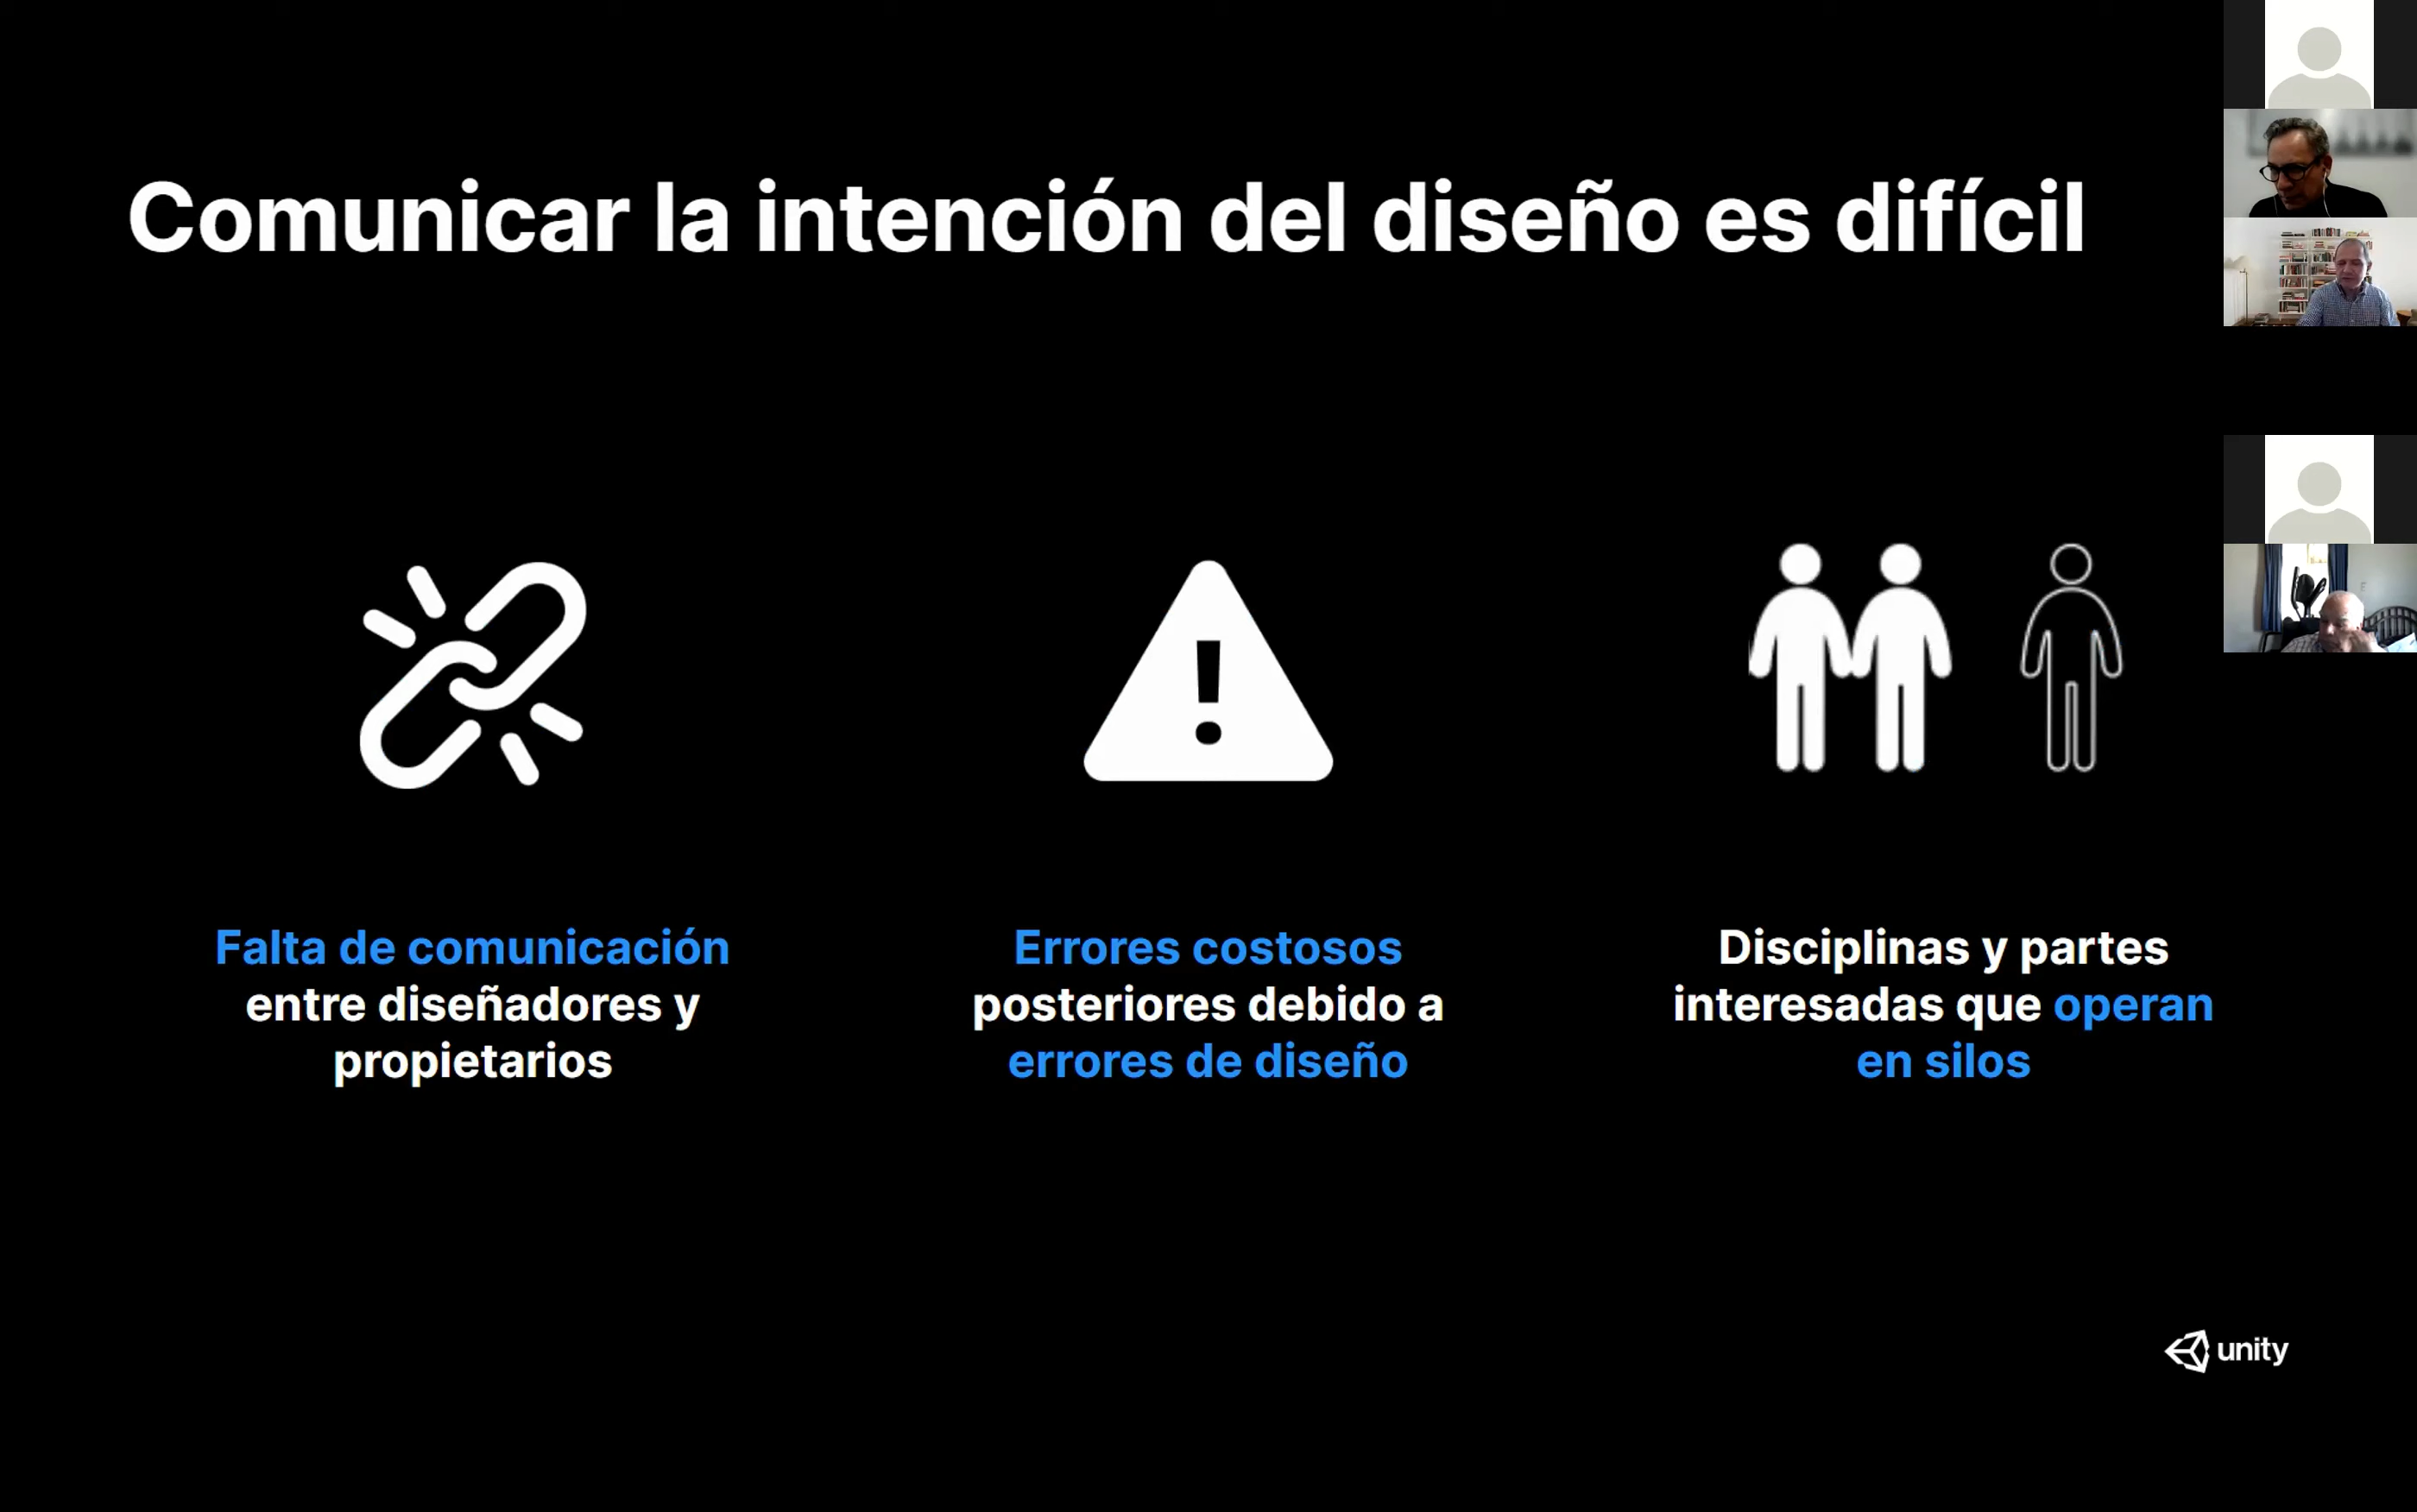 Comunicar la intención del diseño es difícil
Falta de comunicación
entre diseñadores y
propietarios
Errores costosos
posteriores debido a
errores de diseño
Disciplinas y partes
interesadas que operan
en silos
unity